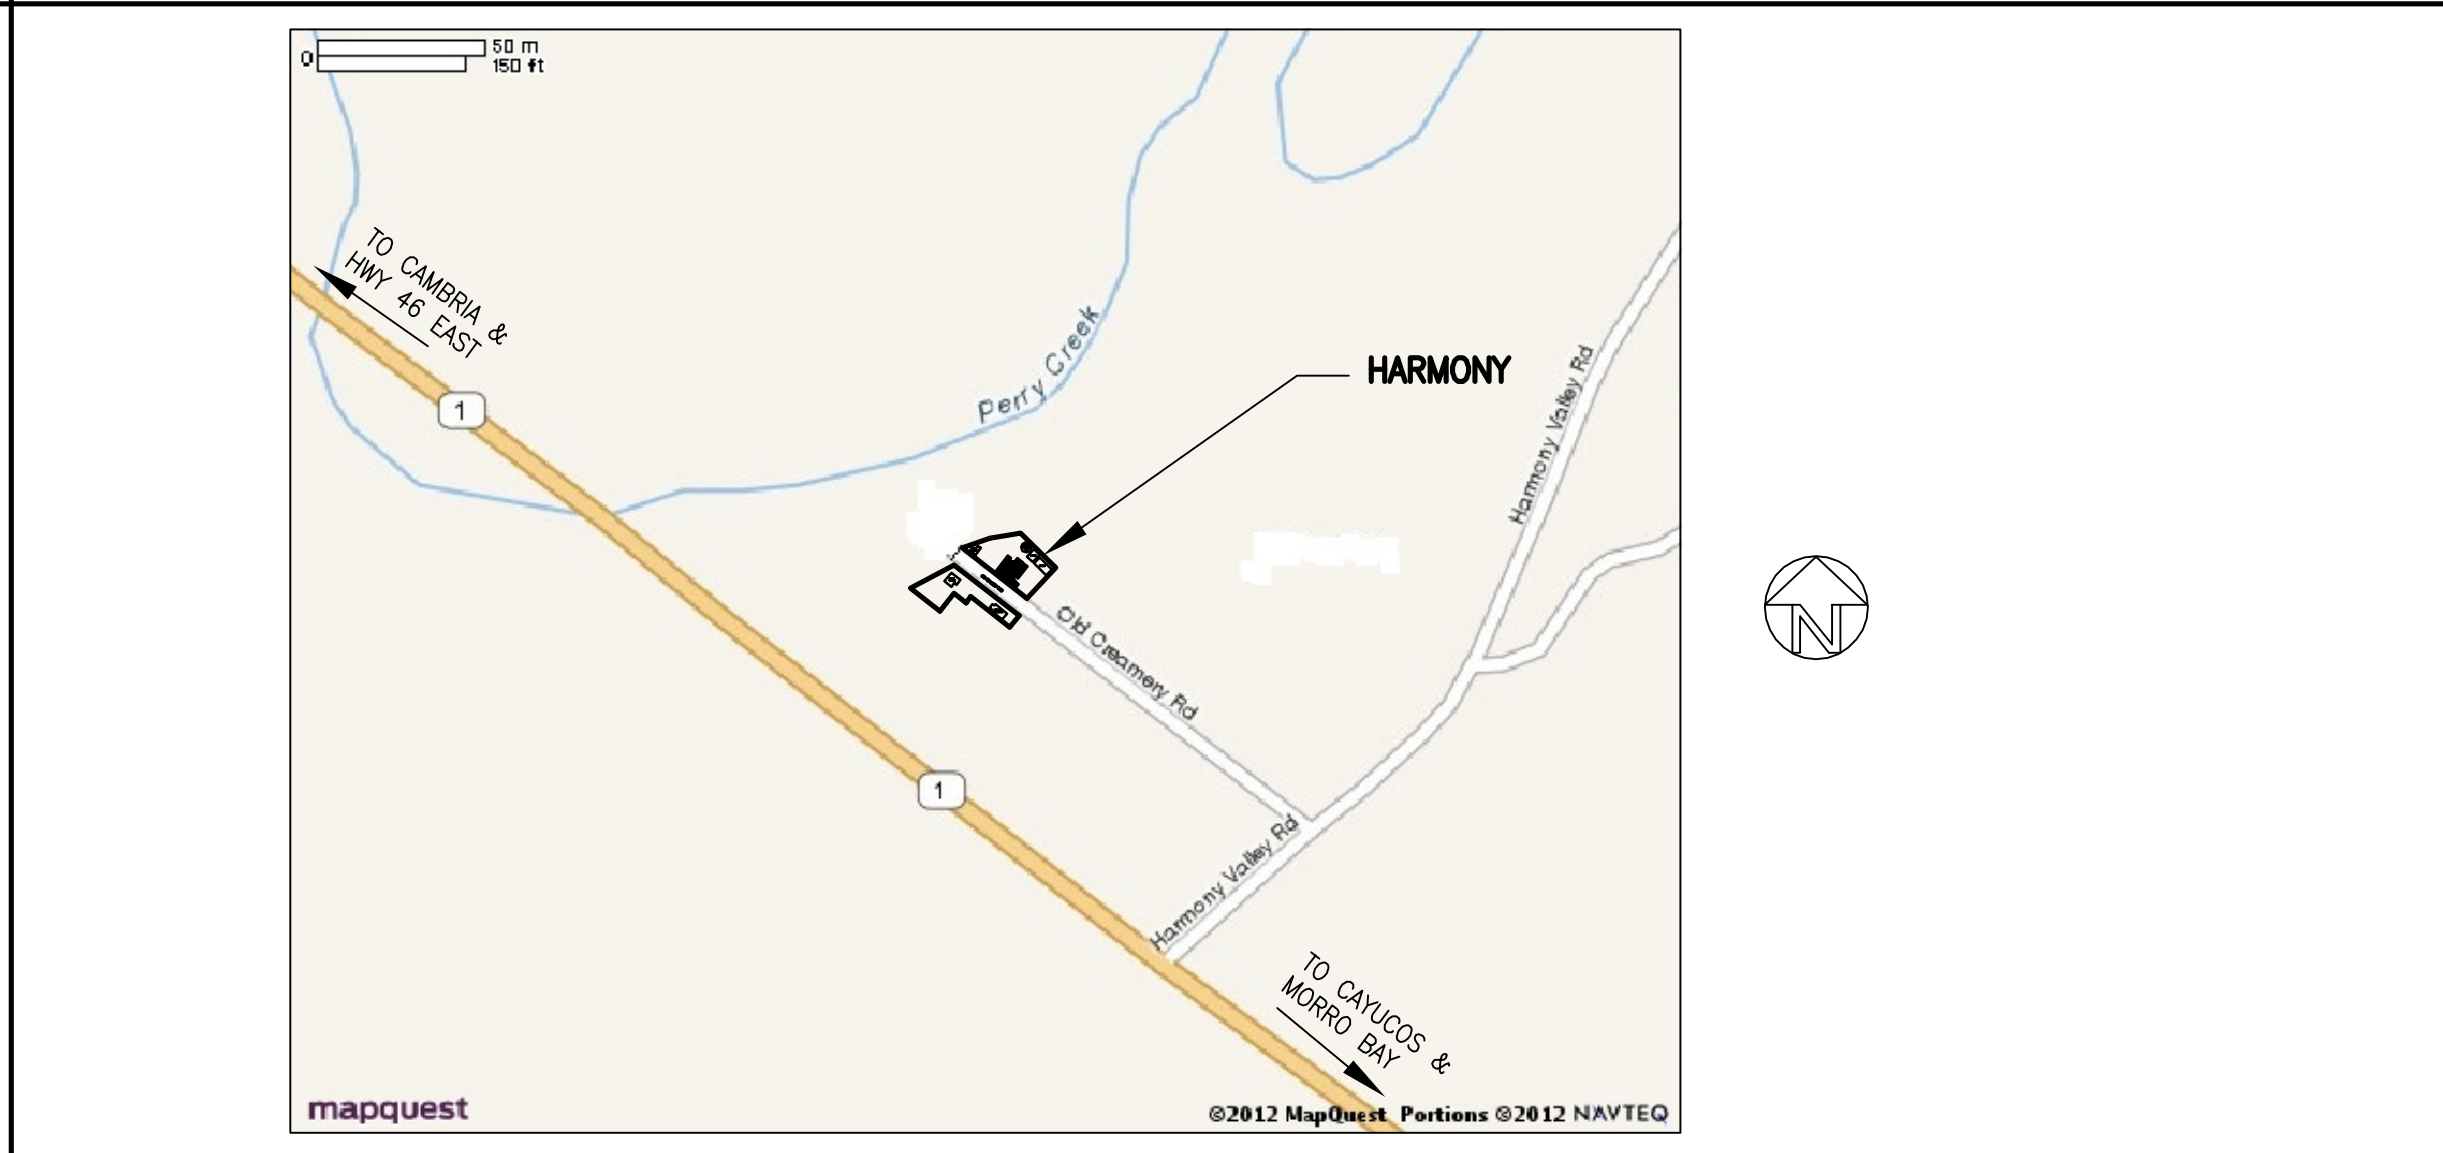 0
50 m
150 ft
TO CAMBRIA &
HWY 46 EAST
1
Perry Creek
HARMONY
Harmony Valley Rd
Old Creamery Rd
N
1
Harmony Valley Rd
TO CAYUCOS &
MORRO BAY
mapquest
©2012 MapQuest Portions ©2012 NAVTEQ